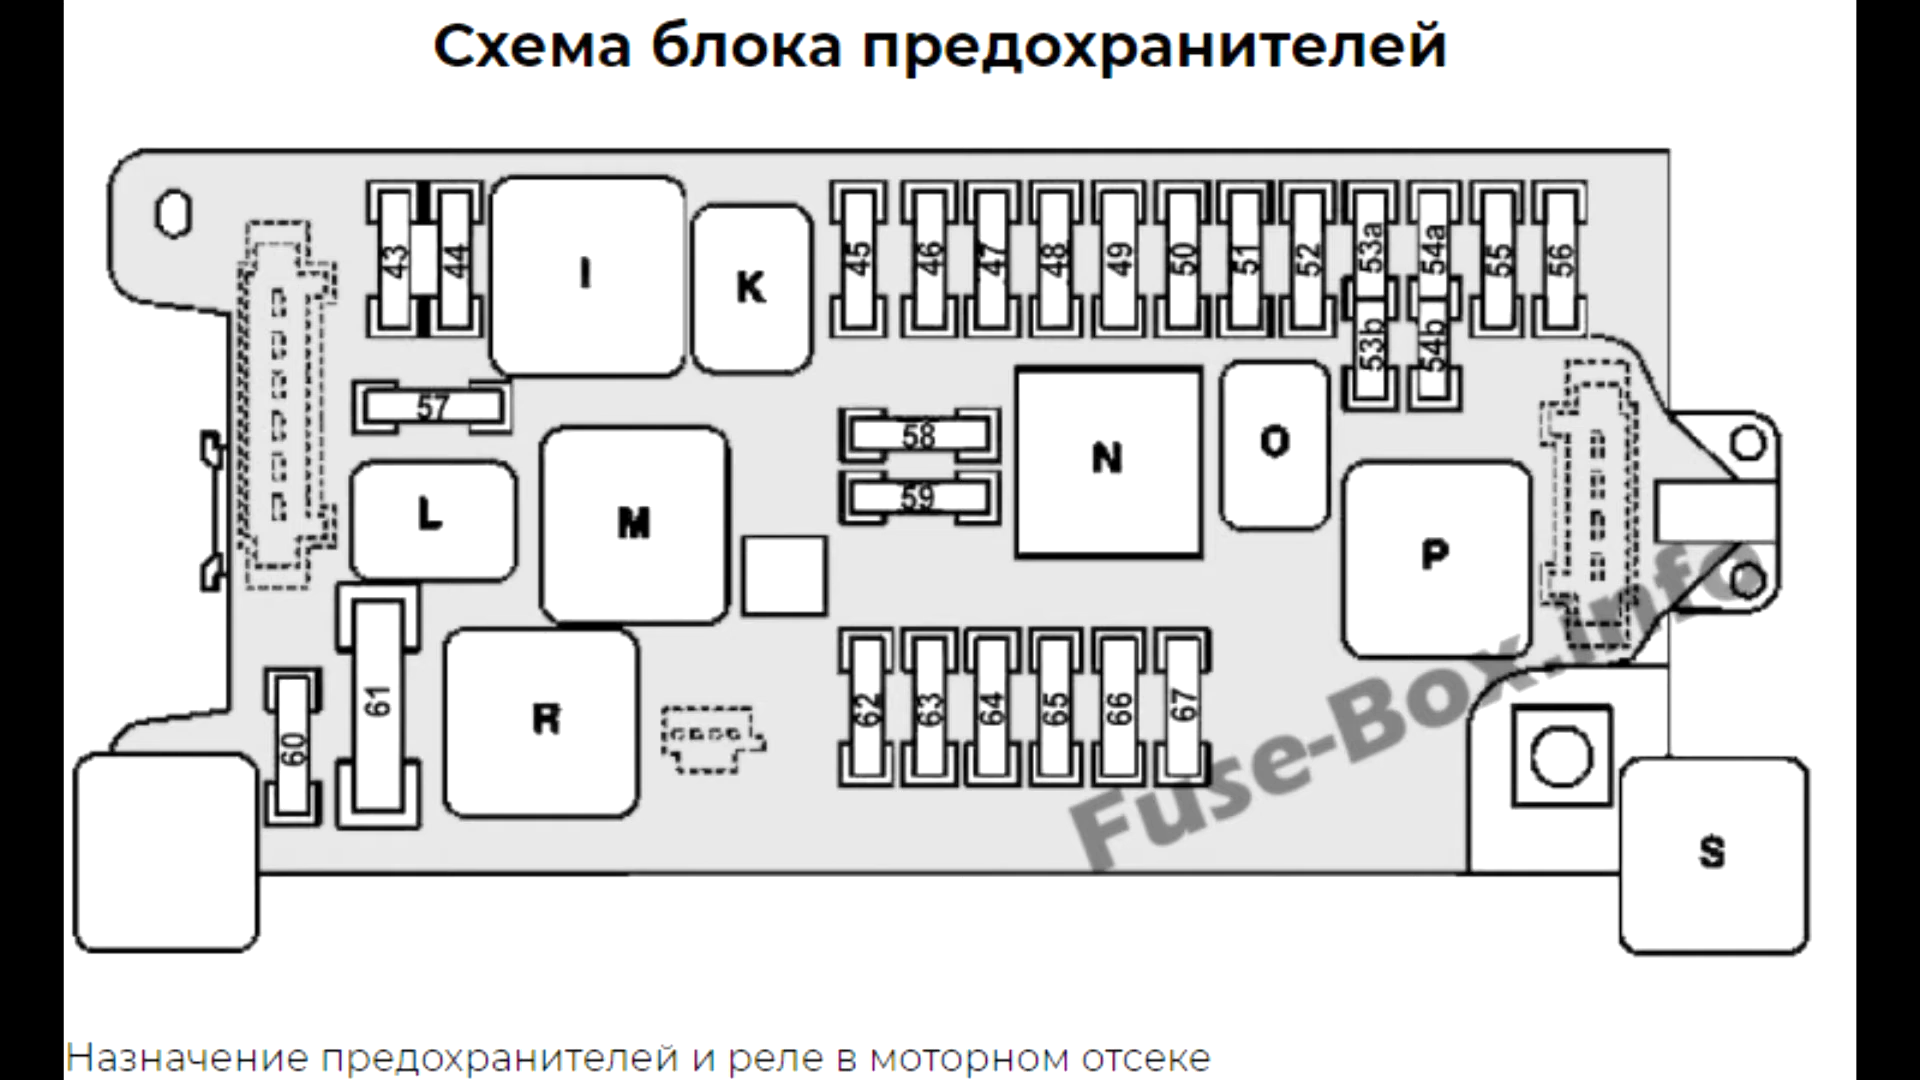 Схема блока предохранителей
43 44 I K 45 46 47 48 49 50 51 52 53a 54a 55 56
53b 54b
57 58 59 N O
L M P
60 61 R 62 63 64 65 66 67
S
Fuse-Box.info
Назначение предохранителей и реле в моторном отсеке